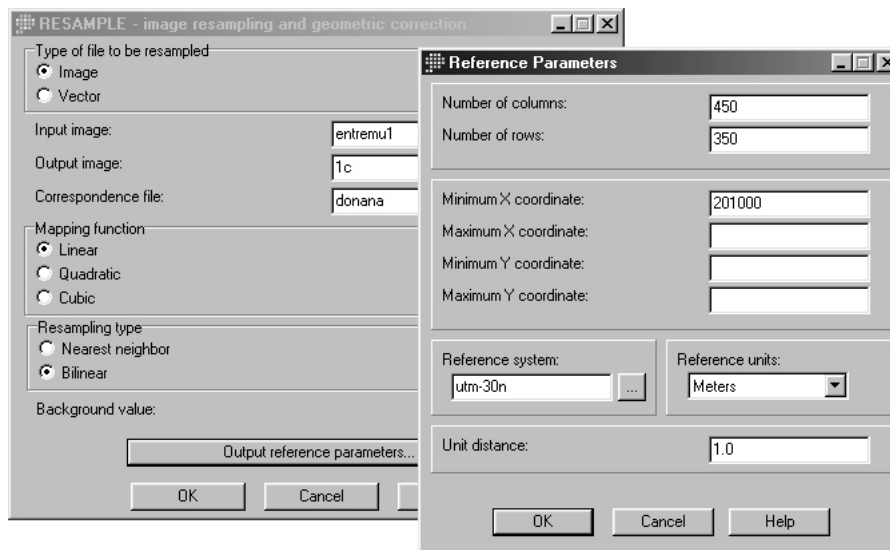 RESAMPLE - image resampling and geometric correction
Type of file to be resampled
Image
Vector
Input image: entremu1
Output image: 1c
Correspondence file: donana
Mapping function
Linear
Quadratic
Cubic
Resampling type
Nearest neighbor
Bilinear
Background value:
Output reference parameters...
OK Cancel
Reference Parameters
Number of columns: 450
Number of rows: 350
Minimum X coordinate: 201000
Maximum X coordinate:
Minimum Y coordinate:
Maximum Y coordinate:
Reference system: Reference units:
utm-30n ... Meters
Unit distance: 1.0
OK Cancel Help